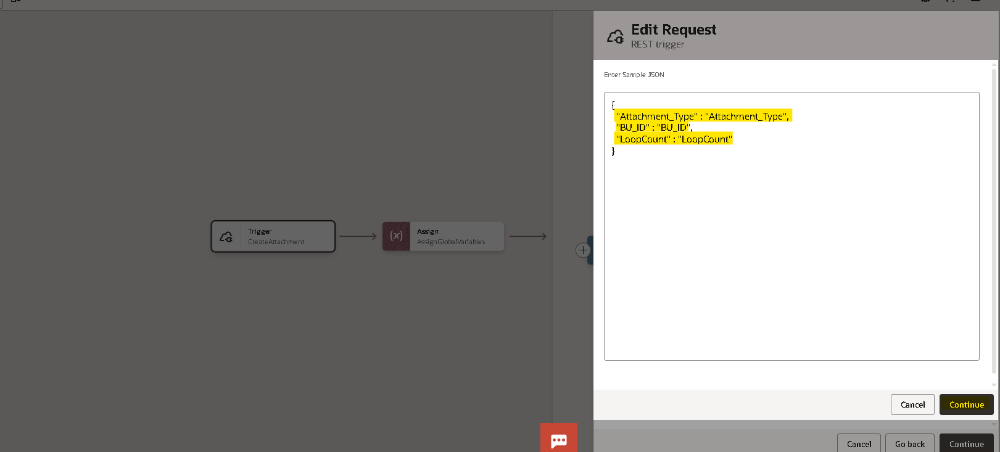 Edit Request
REST trigger
Enter Sample JSON
{
"Attachment_Type" : "Attachment_Type",
"BU_ID" : "BU_ID",
"LoopCount" : "LoopCount"
}
Trigger
CreateAttachment
(x)
Assign
AssignGlobalVariables
Cancel
Continue
Cancel
Go back
Continue